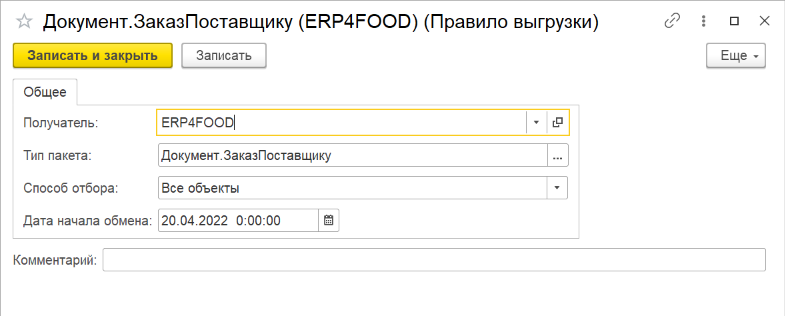 Документ.ЗаказПоставщику (ERP4FOOD) (Правило выгрузки)
Записать и закрыть Записать Еще
Общее
Получатель: ERP4FOOD
Тип пакета: Документ.ЗаказПоставщику ...
Способ отбора: Все объекты
Дата начала обмена: 20.04.2022 0:00:00
Комментарий: